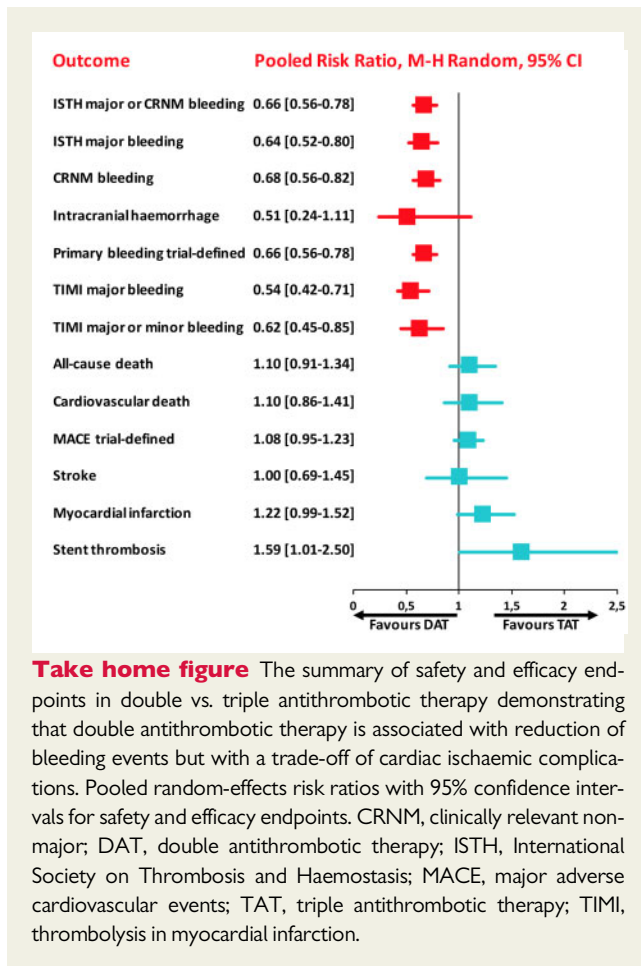 Outcome Pooled Risk Ratio, M-H Random, 95% CI
ISTH major or CRNM bleeding 0.66 [0.56-0.78]
ISTH major bleeding 0.64 [0.52-0.80]
CRNM bleeding 0.68 [0.56-0.82]
Intracranial haemorrhage 0.51 [0.24-1.11]
Primary bleeding trial-defined 0.66 [0.56-0.78]
TIMI major bleeding 0.54 [0.42-0.71]
TIMI major or minor bleeding 0.62 [0.45-0.85]
All-cause death 1.10 [0.91-1.34]
Cardiovascular death 1.10 [0.86-1.41]
MACE trial-defined 1.08 [0.95-1.23]
Stroke 1.00 [0.69-1.45]
Myocardial infarction 1.22 [0.99-1.52]
Stent thrombosis 1.59 [1.01-2.50]
0 0,5 1 1,5 2 2,5
Favours DAT Favours TAT
Take home figure The summary of safety and efficacy end-
points in double vs. triple antithrombotic therapy demonstrating
that double antithrombotic therapy is associated with reduction of
bleeding events but with a trade-off of cardiac ischaemic complica-
tions. Pooled random-effects risk ratios with 95% confidence inter-
vals for safety and efficacy endpoints. CRNM, clinically relevant non-
major; DAT, double antithrombotic therapy; ISTH, International
Society on Thrombosis and Haemostasis; MACE, major adverse
cardiovascular events; TAT, triple antithrombotic therapy; TIMI,
thrombolysis in myocardial infarction.